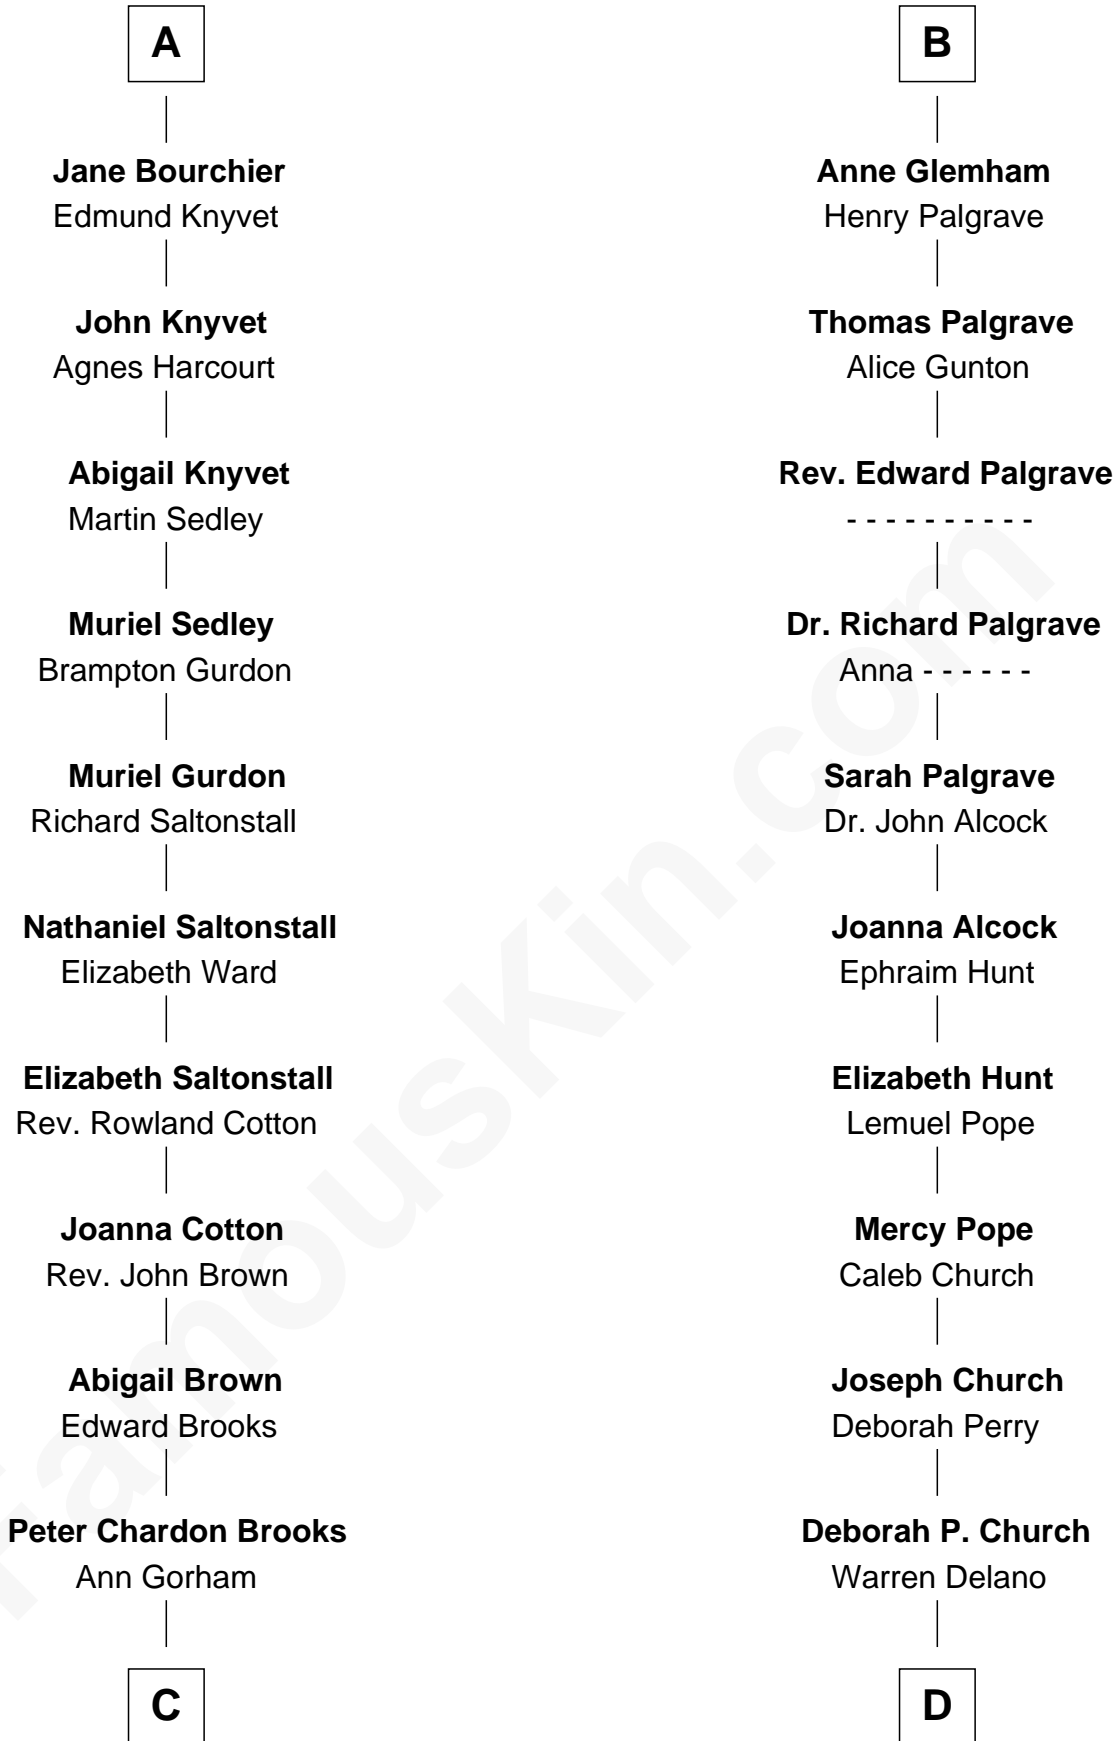 A
Jane Bourchier
Edmund Knyvet
John Knyvet
Agnes Harcourt
Abigail Knyvet
Martin Sedley
Muriel Sedley
Brampton Gurdon
Muriel Gurdon
Richard Saltonstall
Nathaniel Saltonstall
Elizabeth Ward
Elizabeth Saltonstall
Rev. Rowland Cotton
Joanna Cotton
Rev. John Brown
Abigail Brown
Edward Brooks
Peter Chardon Brooks
Ann Gorham
C
B
Anne Glemham
Henry Palgrave
Thomas Palgrave
Alice Gunton
Rev. Edward Palgrave
- - - - - - - - - -
Dr. Richard Palgrave
Anna - - - - - -
Sarah Palgrave
Dr. John Alcock
Joanna Alcock
Ephraim Hunt
Elizabeth Hunt
Lemuel Pope
Mercy Pope
Caleb Church
Joseph Church
Deborah Perry
Deborah P. Church
Warren Delano
D
FamousKin.com